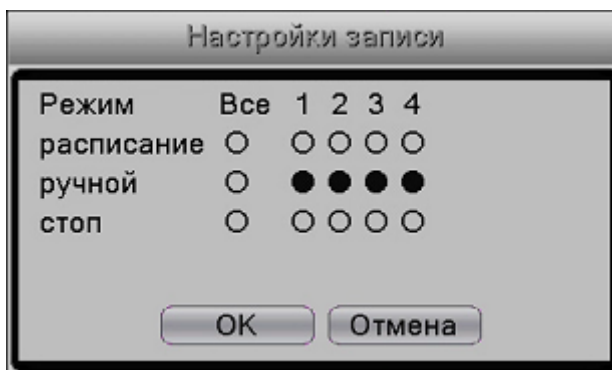 Настройки записи
Режим Все 1 2 3 4
расписание
ручной
стоп
OK Отмена